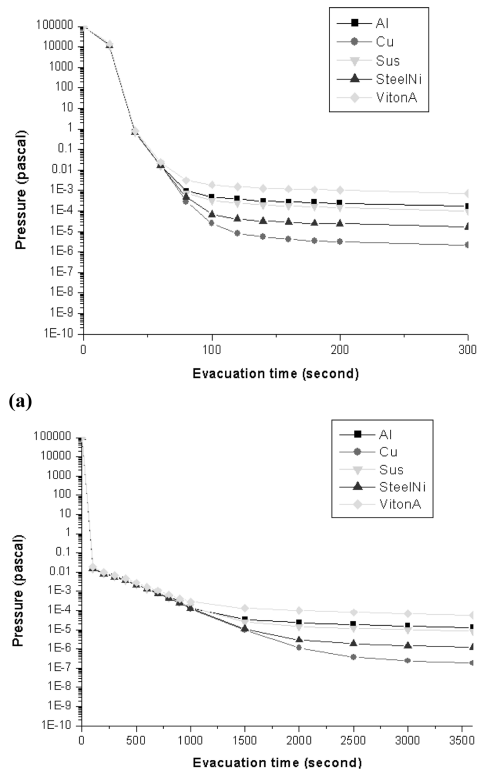 Al
Cu
Sus
SteelNi
VitonA
100000
10000
1000
100
10
1
0.1
0.01
1E-3
1E-4
1E-5
1E-6
1E-7
1E-8
1E-9
1E-10
Pressure (pascal)
0 100 200 300
Evacuation time (second)
(a)
Al
Cu
Sus
SteelNi
VitonA
100000
10000
1000
100
10
1
0.1
0.01
1E-3
1E-4
1E-5
1E-6
1E-7
1E-8
1E-9
1E-10
Pressure (pascal)
0 500 1000 1500 2000 2500 3000 3500
Evacuation time (second)